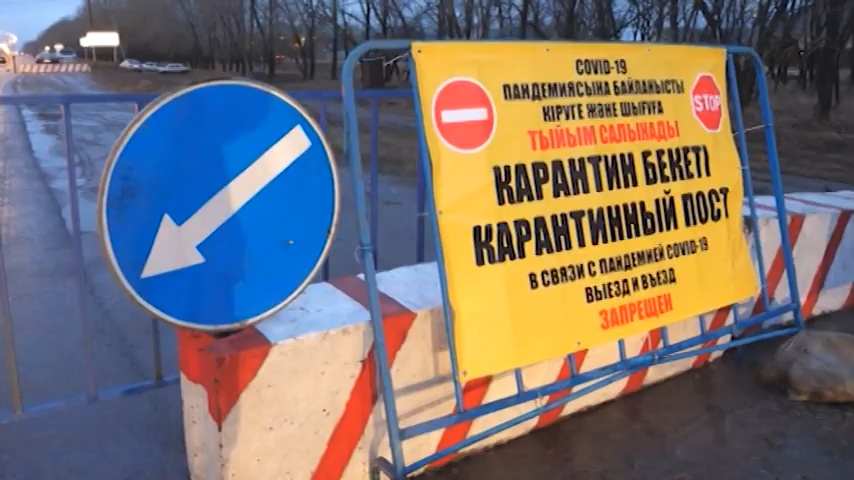 COVID-19
ПАНДЕМИЯСЫНА БАЙЛАНЫСТЫ
КІРУГЕ ЖӘНЕ ШЫҒУҒА
ТЫЙЫМ САЛЫНАДЫ
STOP
КАРАНТИН БЕКЕТІ
КАРАНТИННЫЙ ПОСТ
В СВЯЗИ С ПАНДЕМИЕЙ COVID-19
ВЫЕЗД И ВЪЕЗД
ЗАПРЕЩЕН